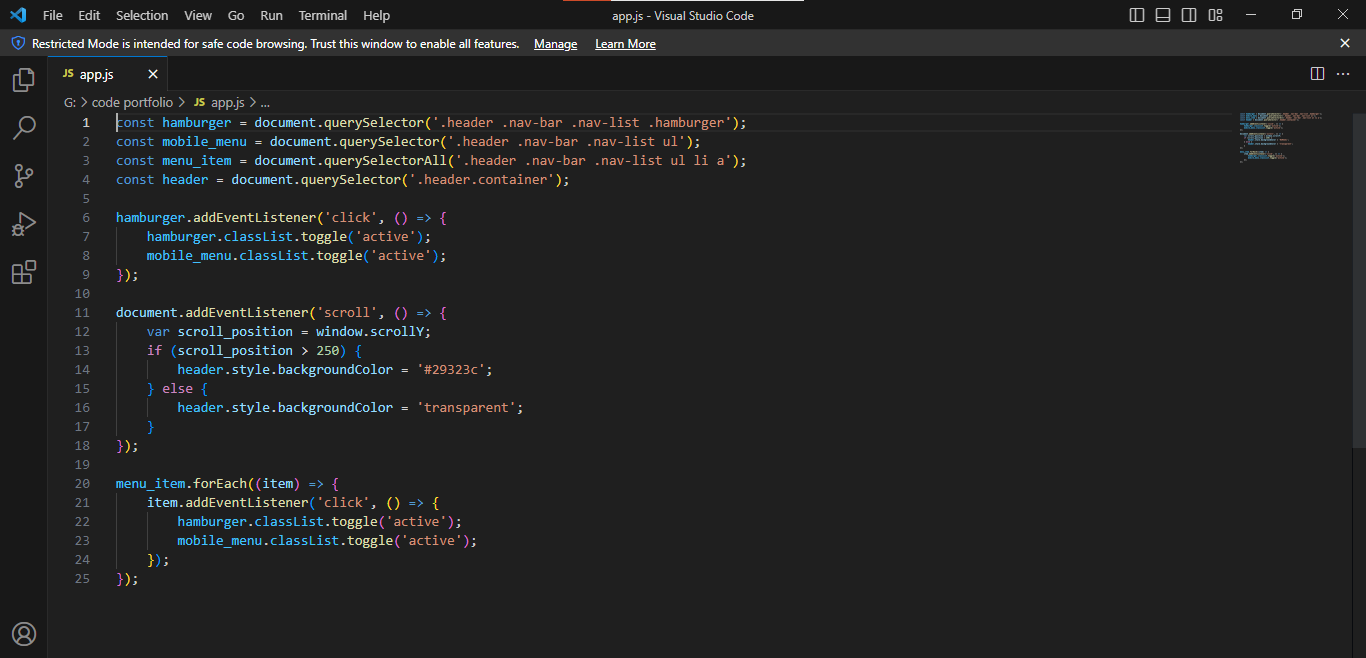 File Edit Selection View Go Run Terminal Help app.js - Visual Studio Code
Restricted Mode is intended for safe code browsing. Trust this window to enable all features. Manage Learn More
JS app.js
G: > code portfolio > JS app.js > ...
1 const hamburger = document.querySelector('.header .nav-bar .nav-list .hamburger');
2 const mobile_menu = document.querySelector('.header .nav-bar .nav-list ul');
3 const menu_item = document.querySelectorAll('.header .nav-bar .nav-list ul li a');
4 const header = document.querySelector('.header.container');
5
6 hamburger.addEventListener('click', () => {
7     hamburger.classList.toggle('active');
8     mobile_menu.classList.toggle('active');
9 });
10
11 document.addEventListener('scroll', () => {
12     var scroll_position = window.scrollY;
13     if (scroll_position > 250) {
14         header.style.backgroundColor = '#29323c';
15     } else {
16         header.style.backgroundColor = 'transparent';
17     }
18 });
19
20 menu_item.forEach((item) => {
21     item.addEventListener('click', () => {
22         hamburger.classList.toggle('active');
23         mobile_menu.classList.toggle('active');
24     });
25 });